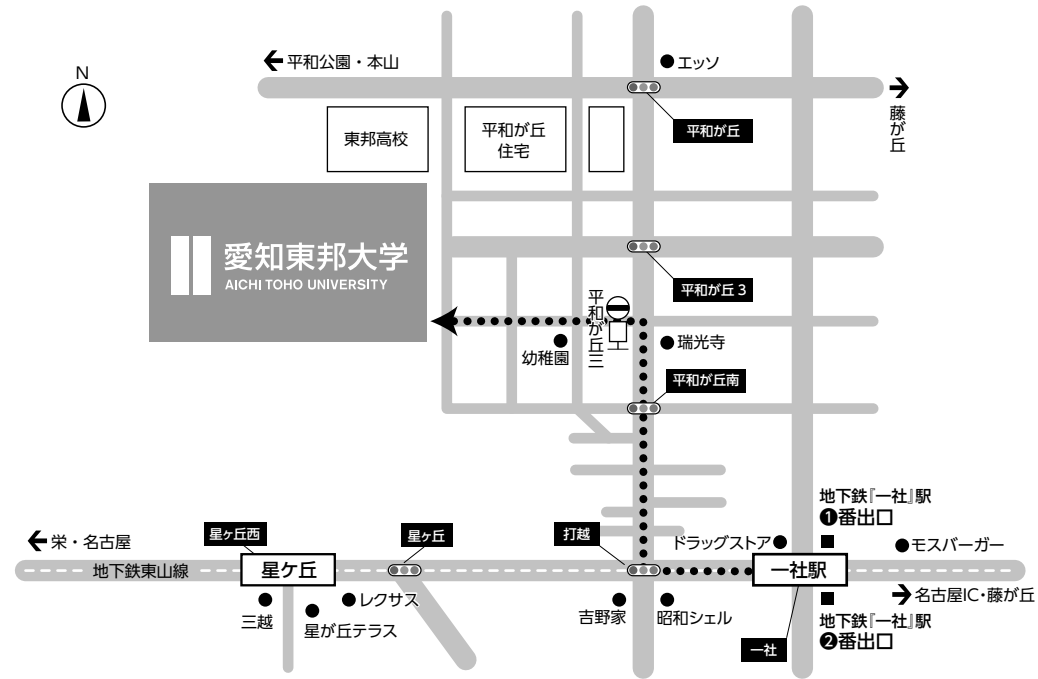 平和公園・本山
エッソ
N
平和が丘
藤が丘
東邦高校
平和が丘
住宅
愛知東邦大学
AICHI TOHO UNIVERSITY
平和が丘 3
平和が丘三
瑞光寺
幼稚園
平和が丘南
地下鉄『一社』駅
❶番出口
星ヶ丘西
星ヶ丘
打越
栄・名古屋
ドラッグストア
モスバーガー
地下鉄東山線
星ケ丘
一社駅
名古屋IC・藤が丘
三越
レクサス
星が丘テラス
吉野家
昭和シェル
地下鉄『一社』駅
❷番出口
一社